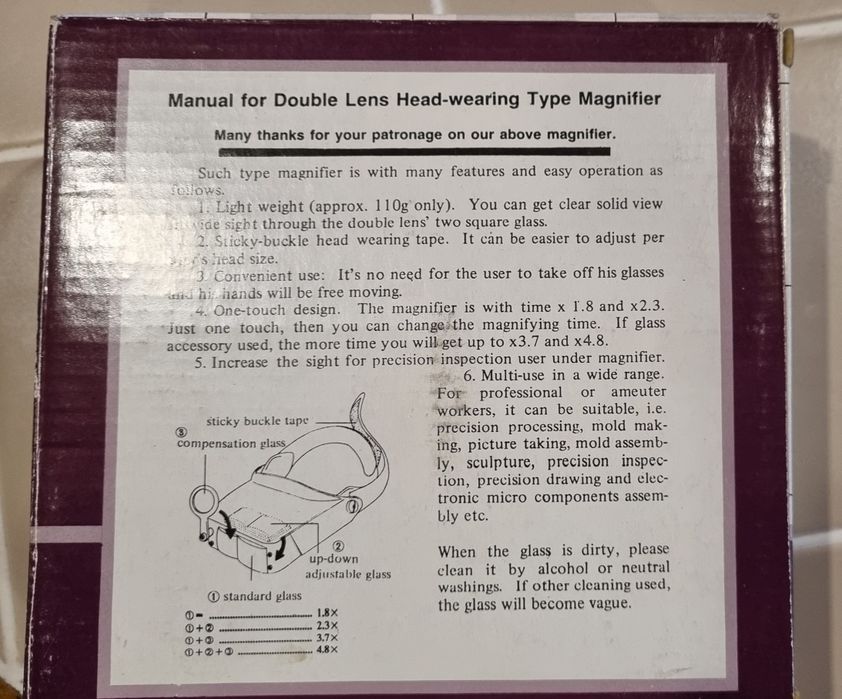 Manual for Double Lens Head-wearing Type Magnifier
Many thanks for your patronage on our above magnifier.
Such type magnifier is with many features and easy operation as
follows.
1. Light weight (approx. 110g only). You can get clear solid view
sight through the double lens' two square glass.
2. Sticky-buckle head wearing tape. It can be easier to adjust per
head size.
3. Convenient use: It's no need for the user to take off his glasses
and his hands will be free moving.
4. One-touch design. The magnifier is with time x 1.8 and x2.3.
Just one touch, then you can change the magnifying time. If glass
accessory used, the more time you will get up to x3.7 and x4.8.
5. Increase the sight for precision inspection user under magnifier.
6. Multi-use in a wide range.
For professional or ameuter
workers, it can be suitable, i.e.
precision processing, mold mak-
ing, picture taking, mold assemb-
ly, sculpture, precision inspec-
tion, precision drawing and elec-
tronic micro components assem-
bly etc.
When the glass is dirty, please
clean it by alcohol or neutral
washings. If other cleaning used,
the glass will become vague.
sticky buckle tape
③
compensation glass
②
up-down
adjustable glass
① standard glass
①- 1.8X
①+② 2.3X
①+③ 3.7X
①+②+③ 4.8X